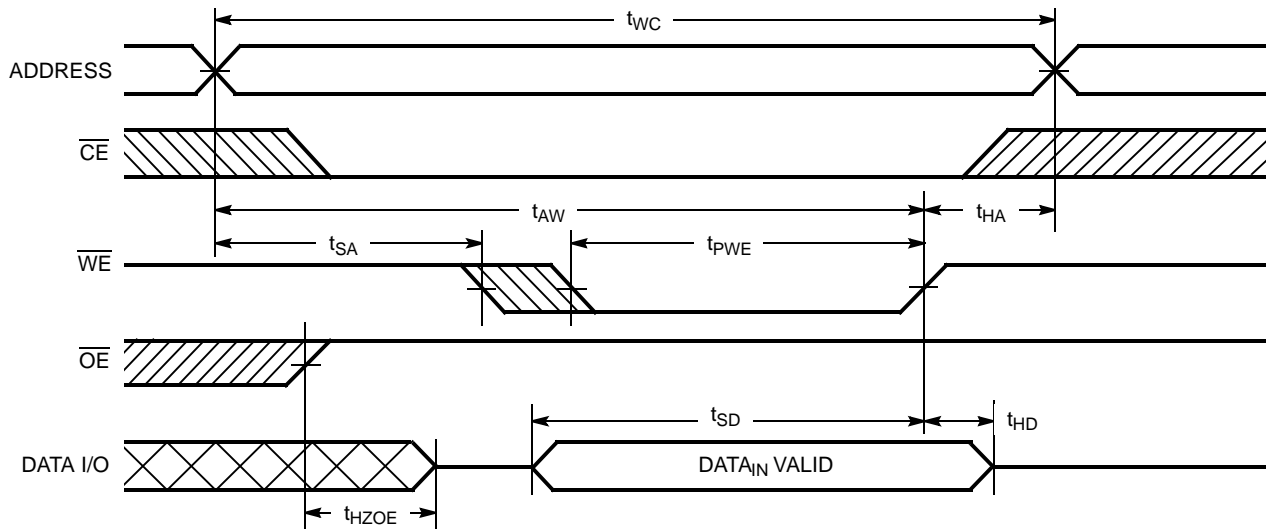 tWC
ADDRESS
CE
tAW
tHA
tSA
tPWE
WE
OE
tSD
tHD
DATA I/O
DATAIN VALID
tHZOE